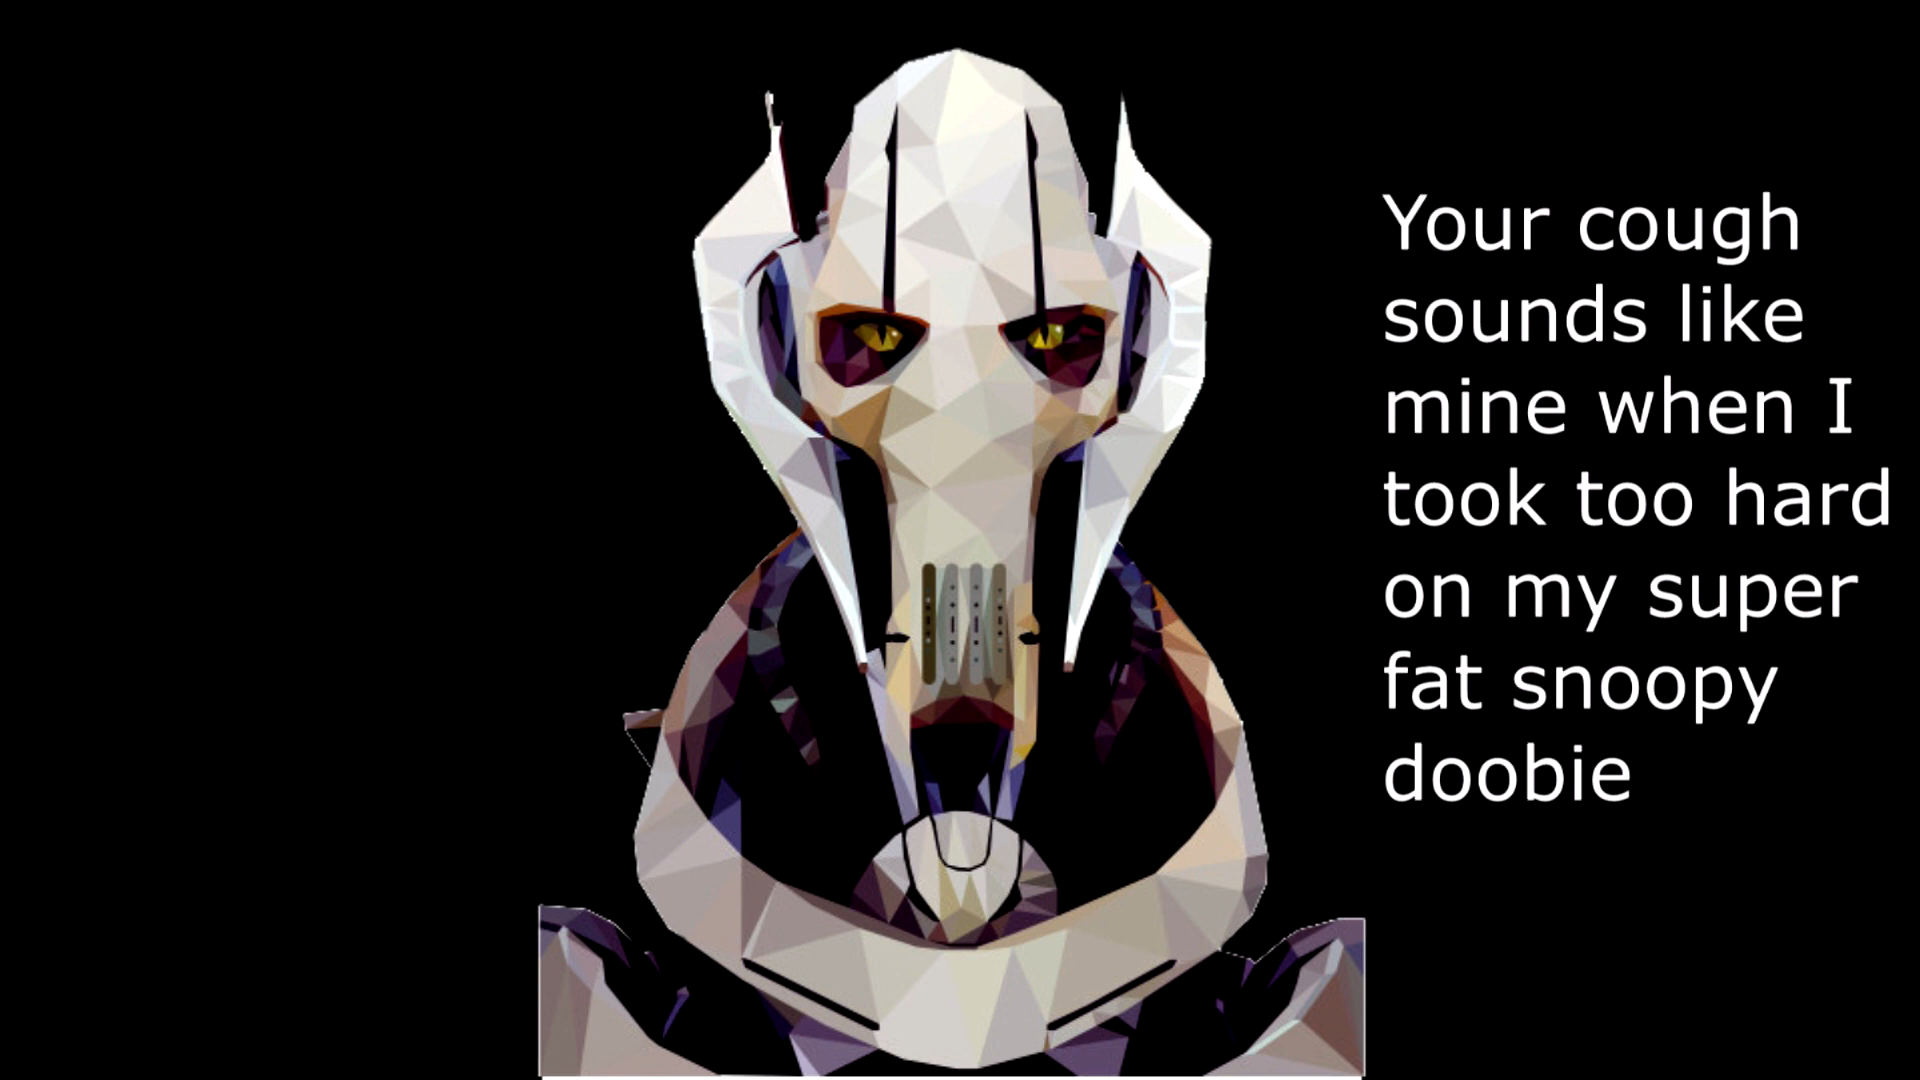 Your cough
sounds like
mine when I
took too hard
on my super
fat snoopy
doobie